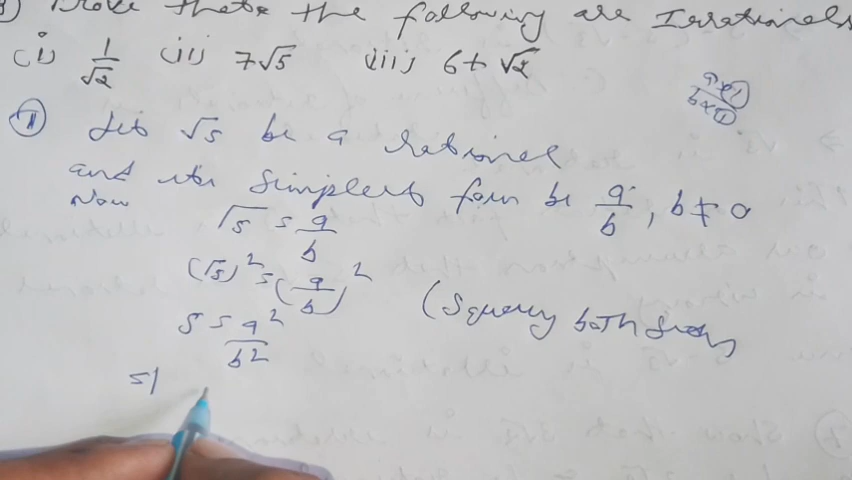 Prove that the following are Irrationals
(i) 1/√2 (ii) 7√5 (iii) 6+√2
Let √5 be a rational
and its simplest form be a/b, b≠0
Now
√5 = a/b
(√5)² = (a/b)²
5 = a²/b² (Squaring both sides